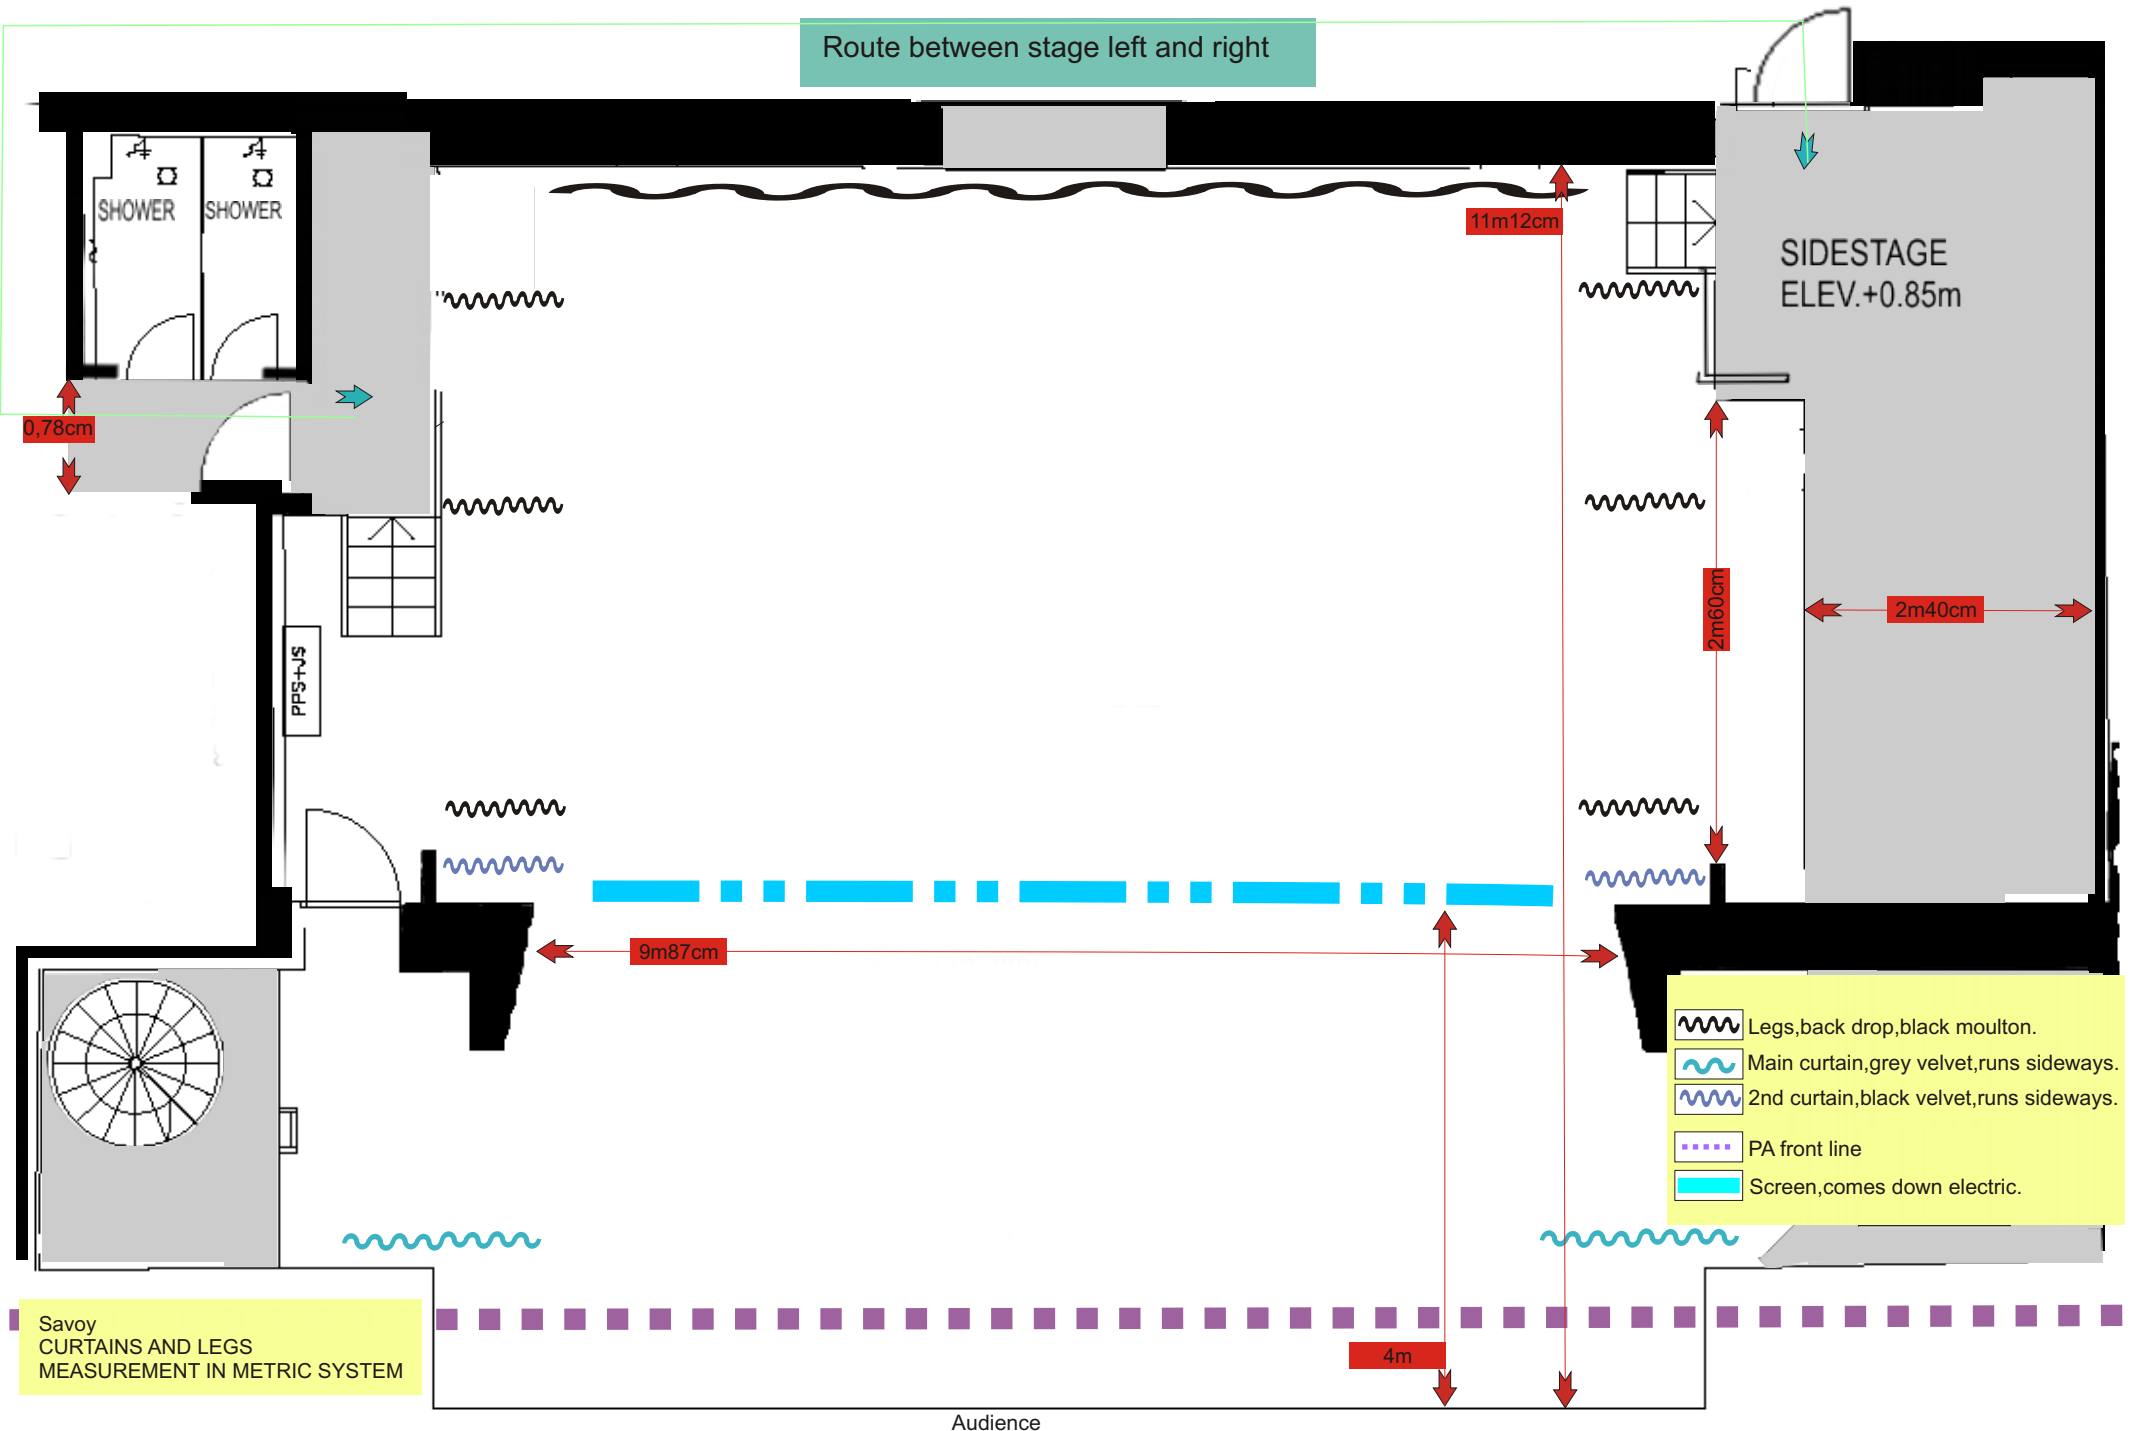 Route between stage left and right
SHOWER
SHOWER
11m12cm
SIDESTAGE
ELEV.+0.85m
0,78cm
2m60cm
2m40cm
PPS+JS
9m87cm
Legs,back drop,black moulton.
Main curtain,grey velvet,runs sideways.
2nd curtain,black velvet,runs sideways.
PA front line
Screen,comes down electric.
Savoy
CURTAINS AND LEGS
MEASUREMENT IN METRIC SYSTEM
4m
Audience